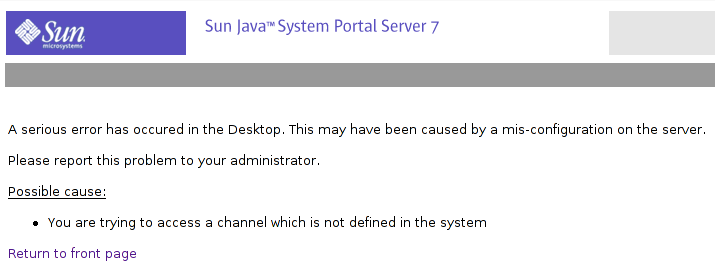 Sun
microsystems
Sun Java™ System Portal Server 7
A serious error has occured in the Desktop. This may have been caused by a mis-configuration on the server.
Please report this problem to your administrator.
Possible cause:
• You are trying to access a channel which is not defined in the system
Return to front page